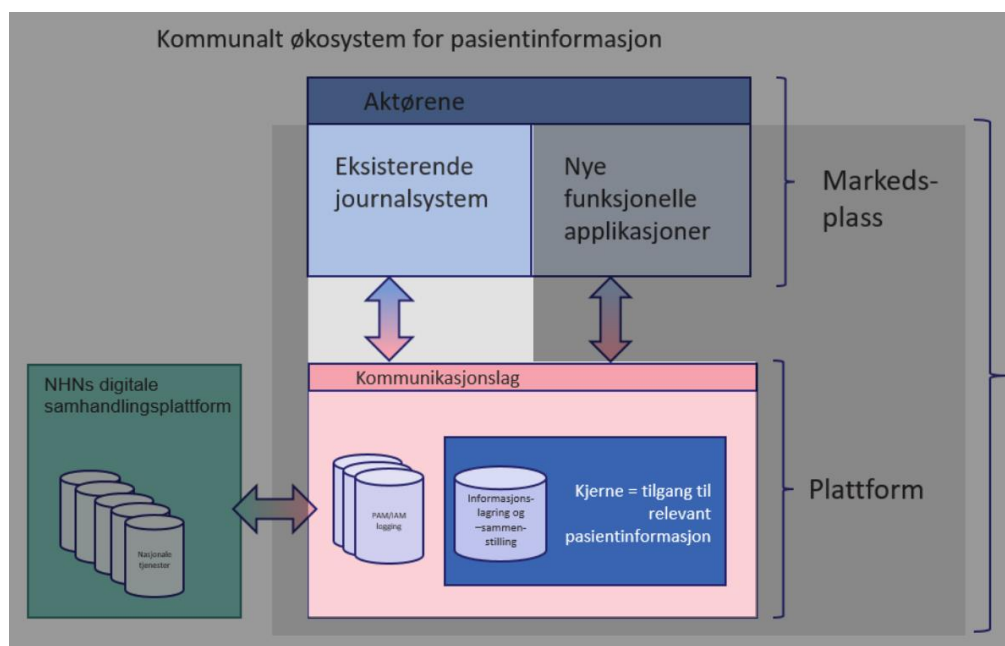 Kommunalt økosystem for pasientinformasjon
Aktørene
Eksisterende
journalsystem
Nye
funksjonelle
applikasjoner
Markeds-
plass
Kommunikasjonslag
NHNs digitale
samhandlingsplattform
Nasjonale
tjenester
PAM/IAM
logging
Informasjons-
lagring og
–sammen-
stilling
Kjerne = tilgang til
relevant
pasientinformasjon
Plattform